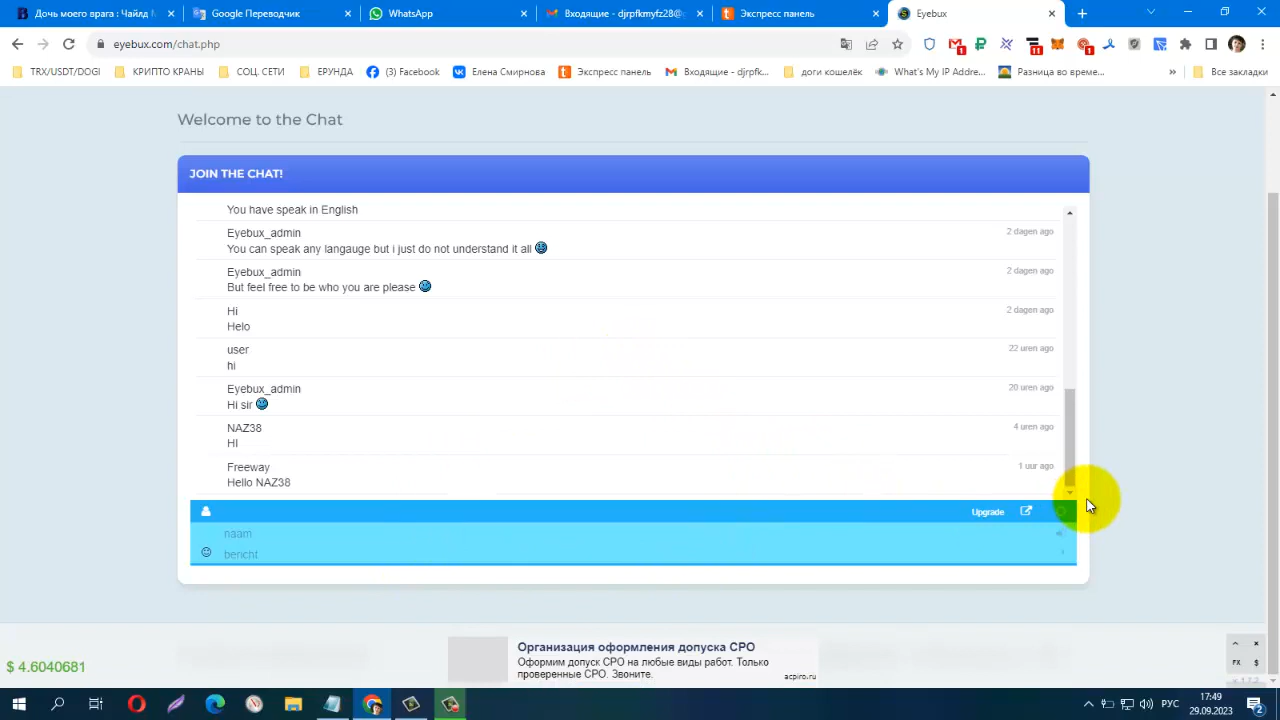 Дочь моего врага : Чайлд М
Google Переводчик
WhatsApp
Входящие - djrpfkmyfz28@g
Экспресс панель
Eyebux
eyebux.com/chat.php
1
11
1
TRX/USDT/DOGI
КРИПТО КРАНЫ
СОЦ. СЕТИ
ЕРУНДА
(3) Facebook
Елена Смирнова
Экспресс панель
Входящие - djrpfk...
доги кошелёк
What's My IP Addre...
Разница во време...
»
Все закладки
Welcome to the Chat
JOIN THE CHAT!
You have speak in English
Eyebux_admin
2 dagen ago
You can speak any langauge but i just do not understand it all
Eyebux_admin
2 dagen ago
But feel free to be who you are please
Hi
2 dagen ago
Helo
user
22 uren ago
hi
Eyebux_admin
20 uren ago
Hi sir
NAZ38
4 uren ago
HI
Freeway
1 uur ago
Hello NAZ38
Upgrade
naam
bericht
$ 4.6040681
Организация оформления допуска СРО
Оформим допуск СРО на любые виды работ. Только
проверенные СРО. Звоните.
acpiro.ru
FX $
РУС
17:49
29.09.2023
2